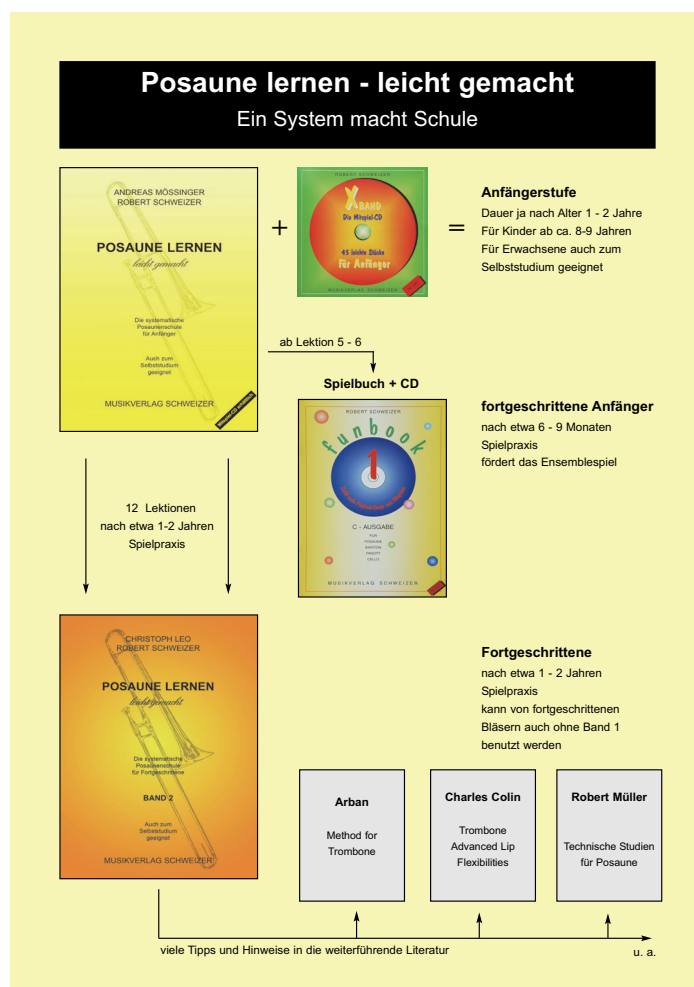 Posaune lernen - leicht gemacht
Ein System macht Schule
ANDREAS MÖSSINGER
ROBERT SCHWEIZER
POSAUNE LERNEN
leicht gemacht
Die systematische
Posaunenschule
für Anfänger
Auch zum
Selbststudium
geeignet
MUSIKVERLAG SCHWEIZER
+
ROBERT SCHWEIZER
X BAND
Die Mitspiel-CD
45 leichte Stücke
für Anfänger
MUSIKVERLAG SCHWEIZER
=
Anfängerstufe
Dauer ja nach Alter 1 - 2 Jahre
Für Kinder ab ca. 8-9 Jahren
Für Erwachsene auch zum
Selbststudium geeignet
ab Lektion 5 - 6
Spielbuch + CD
ROBERT SCHWEIZER
funbook
1
C - AUSGABE
FÜR
POSAUNE
BARITON
FAGOTT
CELLO
MUSIKVERLAG SCHWEIZER
fortgeschrittene Anfänger
nach etwa 6 - 9 Monaten
Spielpraxis
fördert das Ensemblespiel
12 Lektionen
nach etwa 1-2 Jahren
Spielpraxis
CHRISTOPH LEO
ROBERT SCHWEIZER
POSAUNE LERNEN
leicht gemacht
Die systematische
Posaunenschule
für Fortgeschrittene
BAND 2
Auch zum
Selbststudium
geeignet
MUSIKVERLAG SCHWEIZER
Fortgeschrittene
nach etwa 1 - 2 Jahren
Spielpraxis
kann von fortgeschrittenen
Bläsern auch ohne Band 1
benutzt werden
Arban
Method for
Trombone
Charles Colin
Trombone
Advanced Lip
Flexibilities
Robert Müller
Technische Studien
für Posaune
viele Tipps und Hinweise in die weiterführende Literatur
u. a.